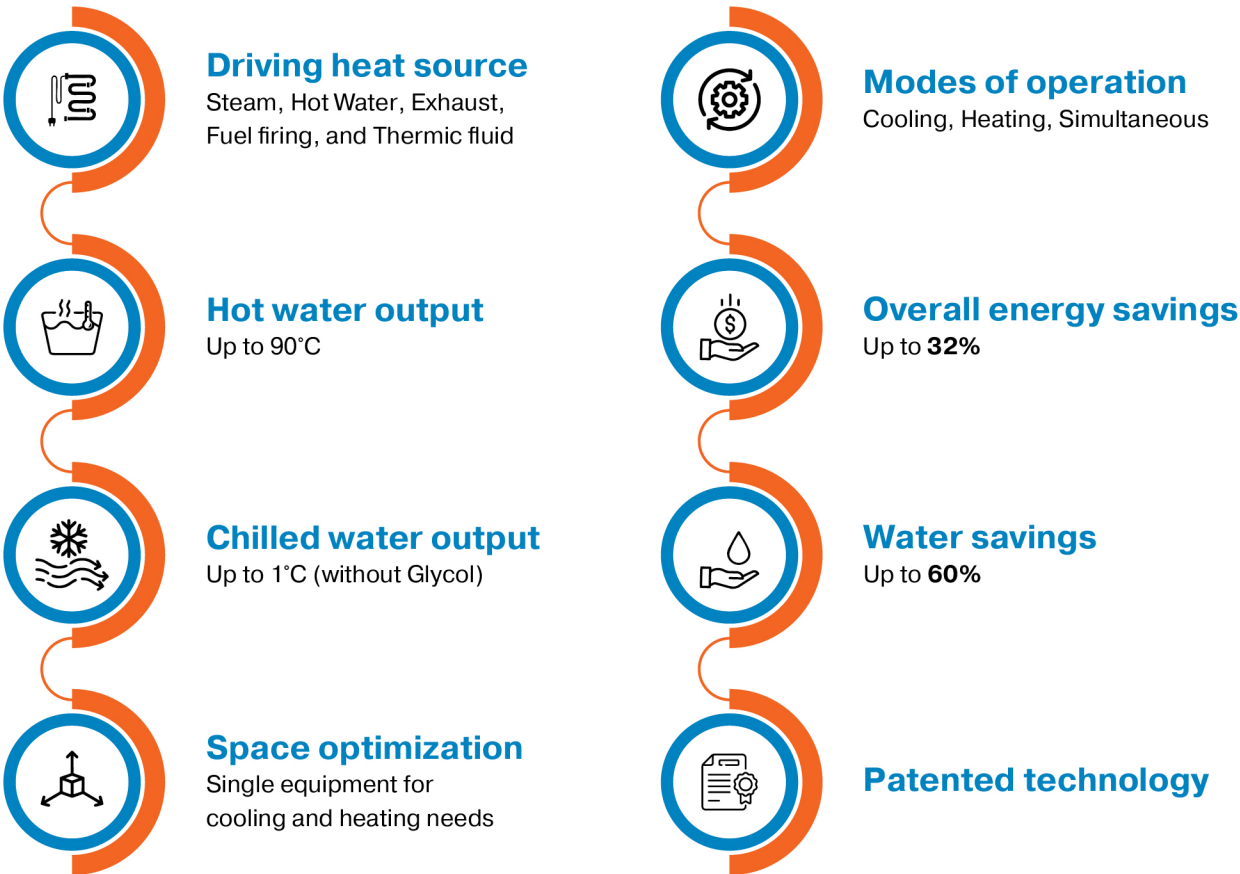 Driving heat source
Steam, Hot Water, Exhaust,
Fuel firing, and Thermic fluid
Hot water output
Up to 90°C
Chilled water output
Up to 1°C (without Glycol)
Space optimization
Single equipment for
cooling and heating needs
Modes of operation
Cooling, Heating, Simultaneous
Overall energy savings
Up to 32%
Water savings
Up to 60%
Patented technology